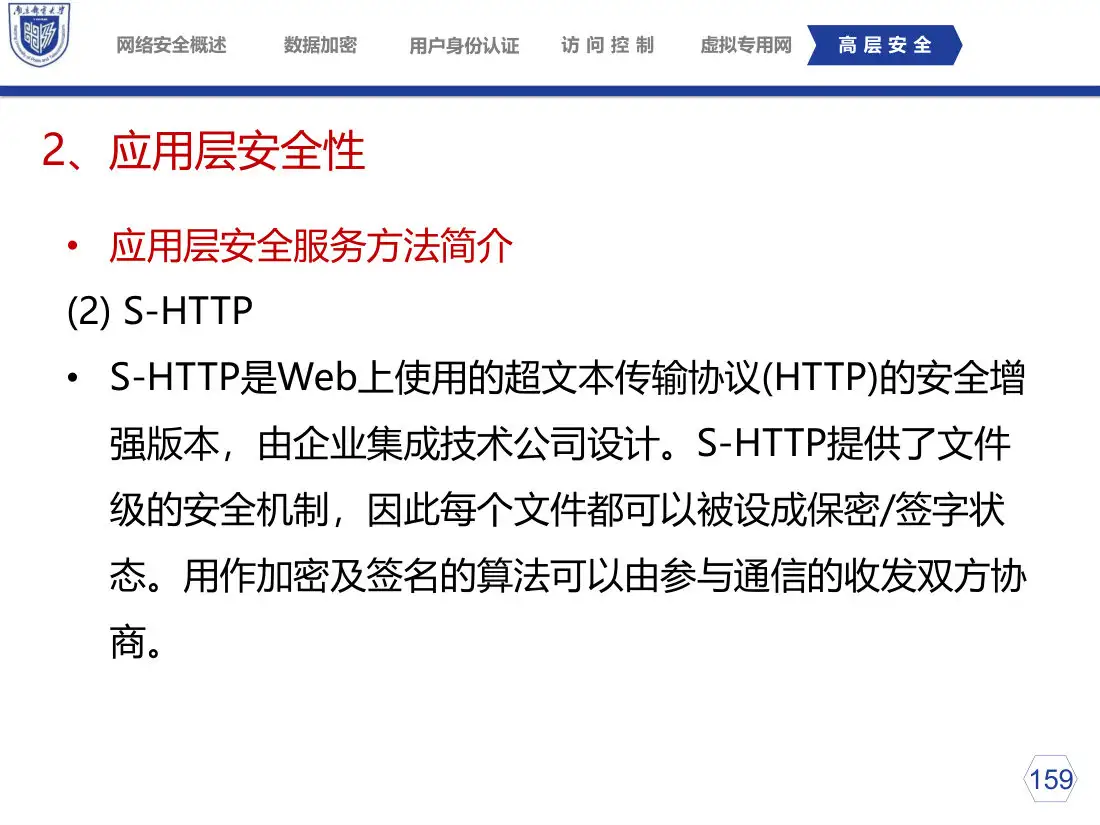 南京邮电大学
网络安全概述 数据加密 用户身份认证 访问控制 虚拟专用网 高层安全
2、应用层安全性
• 应用层安全服务方法简介
(2) S-HTTP
• S-HTTP是Web上使用的超文本传输协议(HTTP)的安全增
强版本，由企业集成技术公司设计。S-HTTP提供了文件
级的安全机制，因此每个文件都可以被设成保密/签字状
态。用作加密及签名的算法可以由参与通信的收发双方协
商。
159